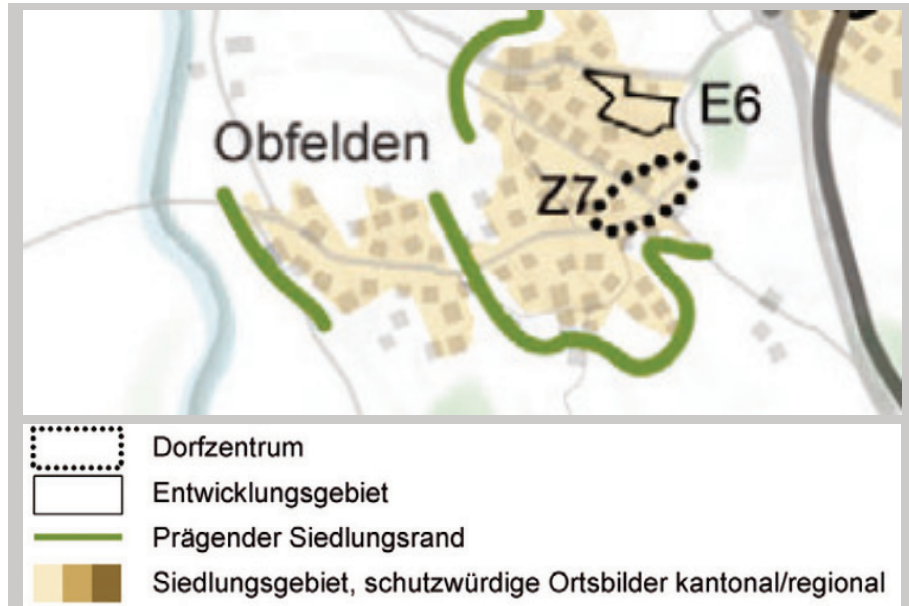 E6
Obfelden
Z7
Dorfzentrum
Entwicklungsgebiet
Prägender Siedlungsrand
Siedlungsgebiet, schutzwürdige Ortsbilder kantonal/regional